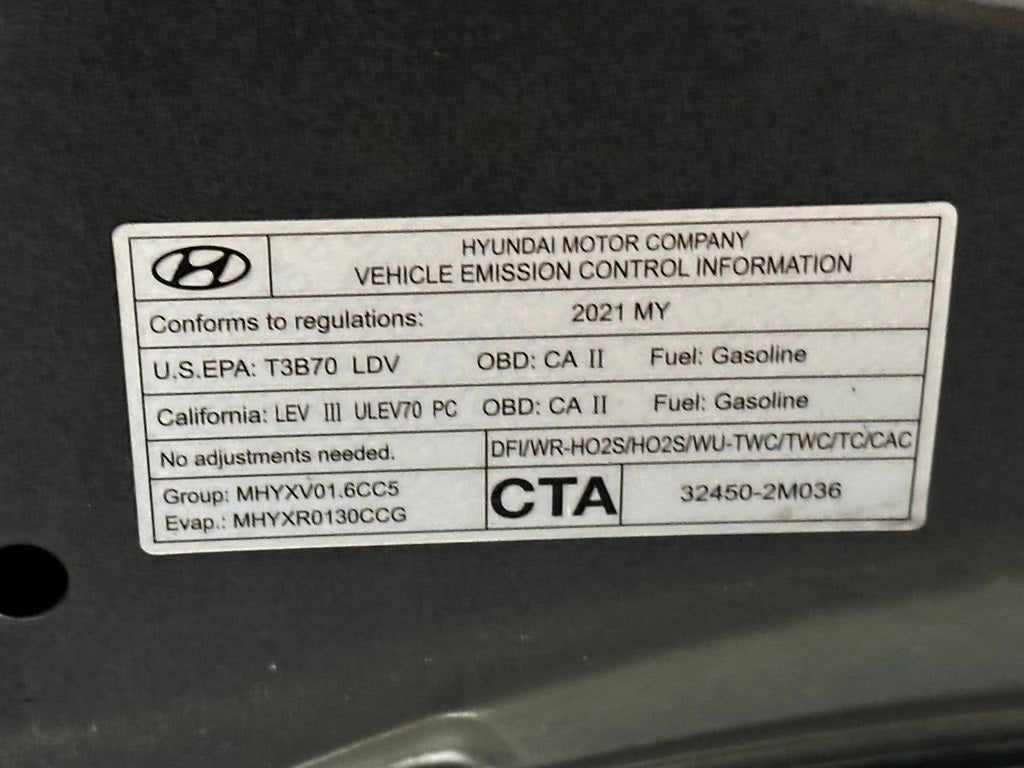 HYUNDAI MOTOR COMPANY
VEHICLE EMISSION CONTROL INFORMATION
Conforms to regulations: 2021 MY
U.S.EPA: T3B70 LDV OBD: CA II Fuel: Gasoline
California: LEV III ULEV70 PC OBD: CA II Fuel: Gasoline
No adjustments needed. DFI/WR-HO2S/HO2S/WU-TWC/TWC/TC/CAC
Group: MHYXV01.6CC5
Evap.: MHYXR0130CCG
CTA 32450-2M036